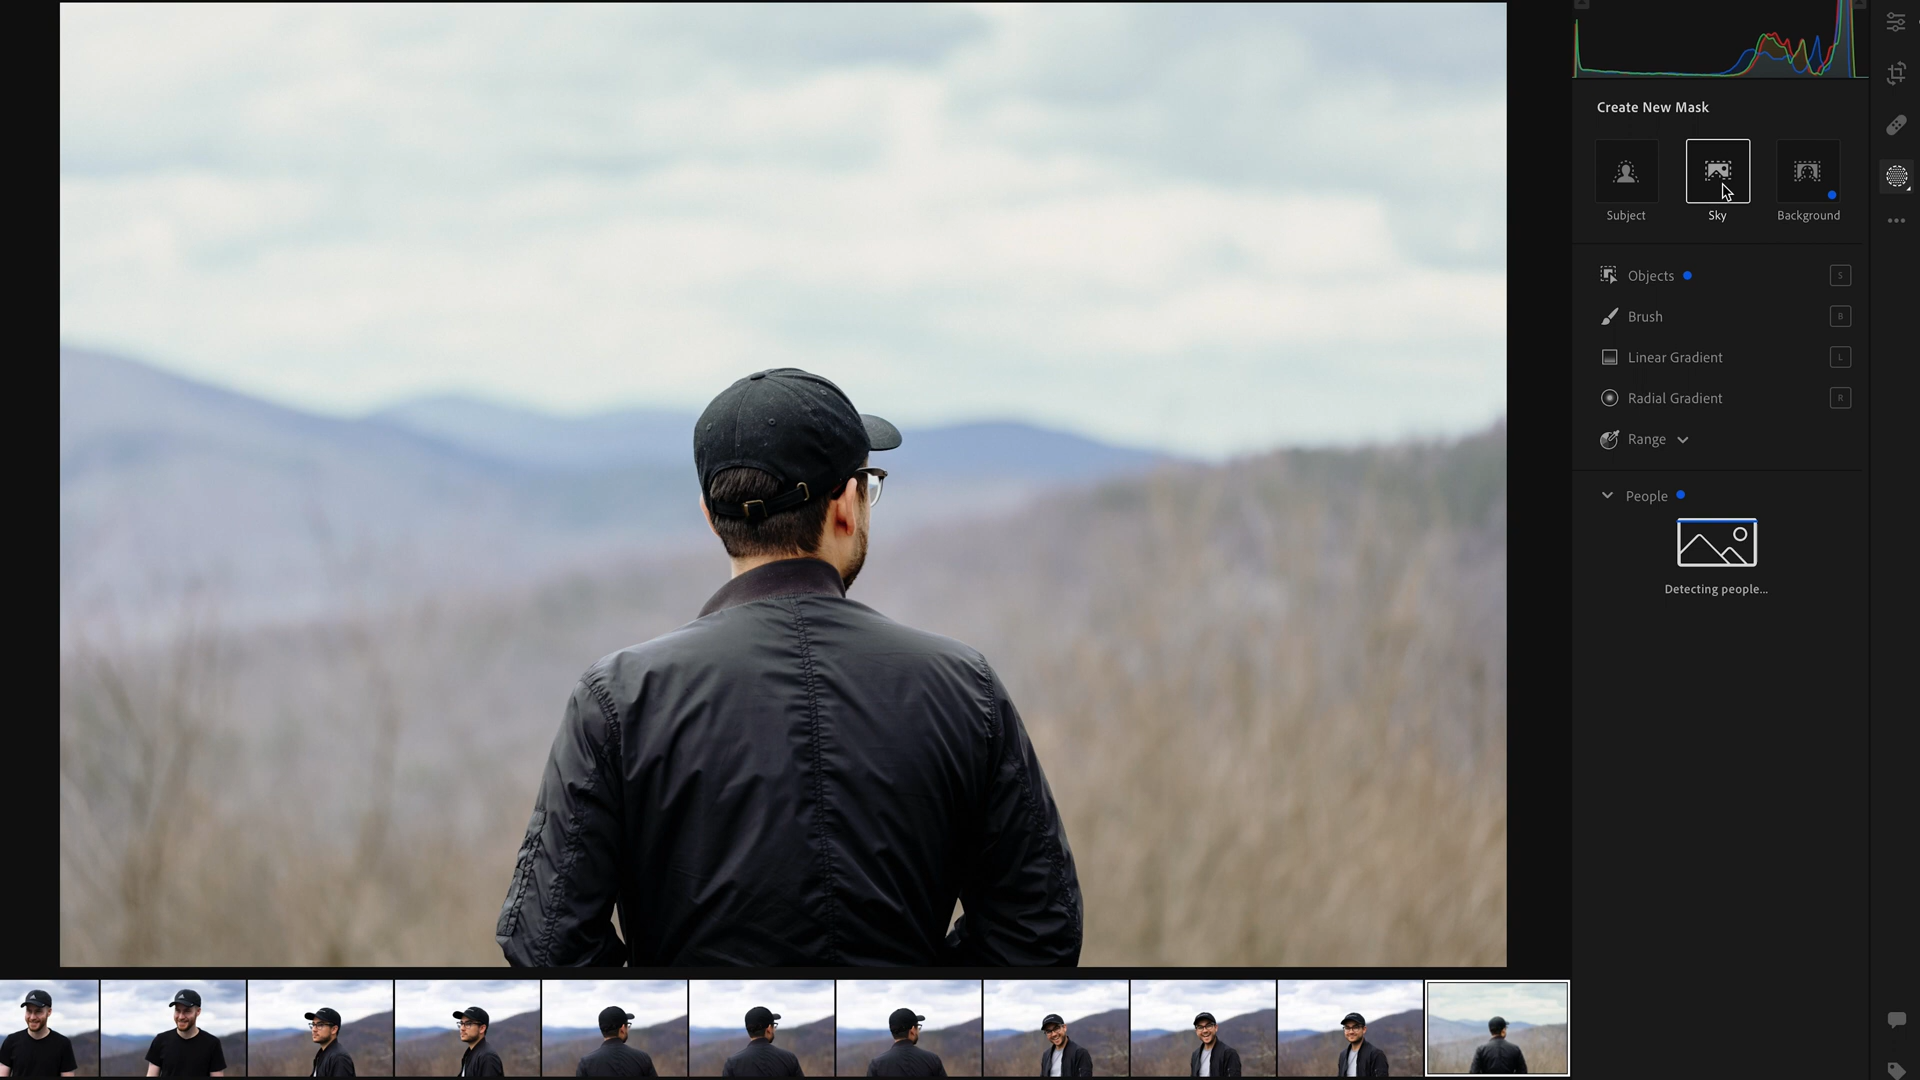 Create New Mask
Subject
Sky
Background
Objects
S
Brush
B
Linear Gradient
L
Radial Gradient
R
Range
People
Detecting people...